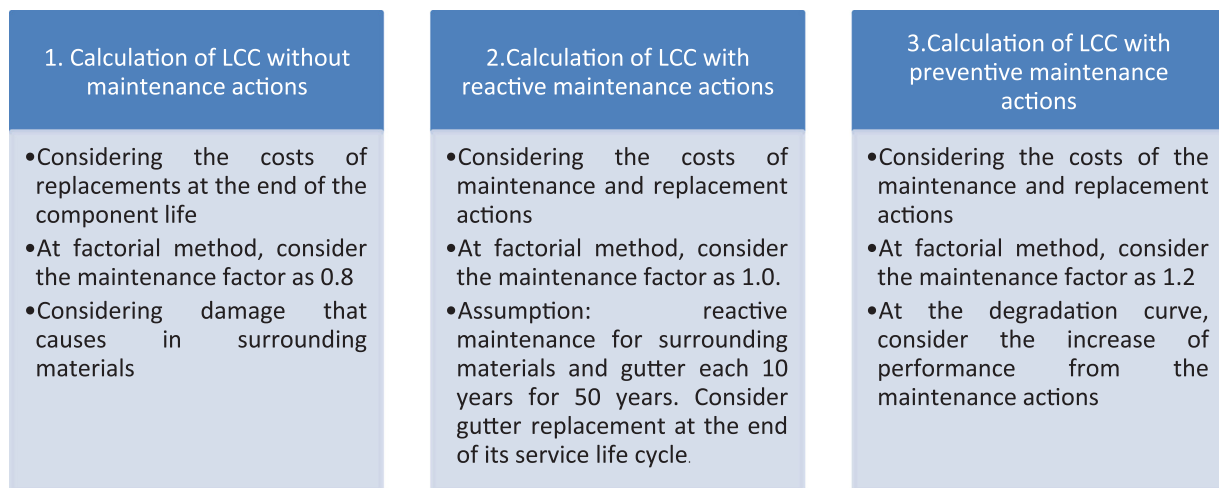 1. Calculation of LCC without
maintenance actions
•Considering the costs of
replacements at the end of the
component life
•At factorial method, consider
the maintenance factor as 0.8
•Considering damage that
causes in surrounding
materials
2.Calculation of LCC with
reactive maintenance actions
•Considering the costs of
maintenance and replacement
actions
•At factorial method, consider
the maintenance factor as 1.0.
•Assumption: reactive
maintenance for surrounding
materials and gutter each 10
years for 50 years. Consider
gutter replacement at the end
of its service life cycle.
3.Calculation of LCC with
preventive maintenance
actions
•Considering the costs of the
maintenance and replacement
actions
•At factorial method, consider
the maintenance factor as 1.2
•At the degradation curve,
consider the increase of
performance from the
maintenance actions